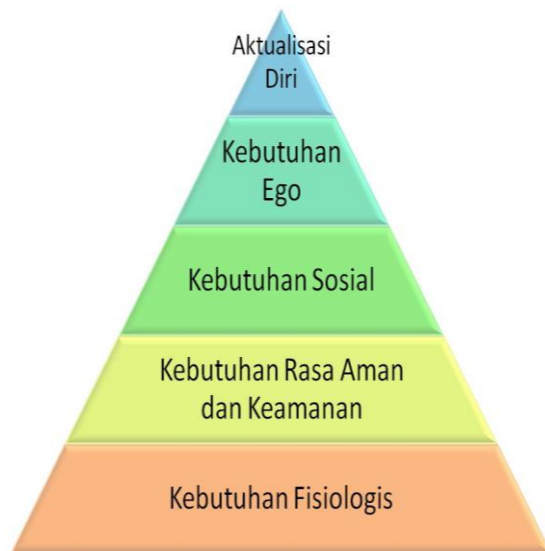 Aktualisasi
Diri
Kebutuhan
Ego
Kebutuhan Sosial
Kebutuhan Rasa Aman
dan Keamanan
Kebutuhan Fisiologis